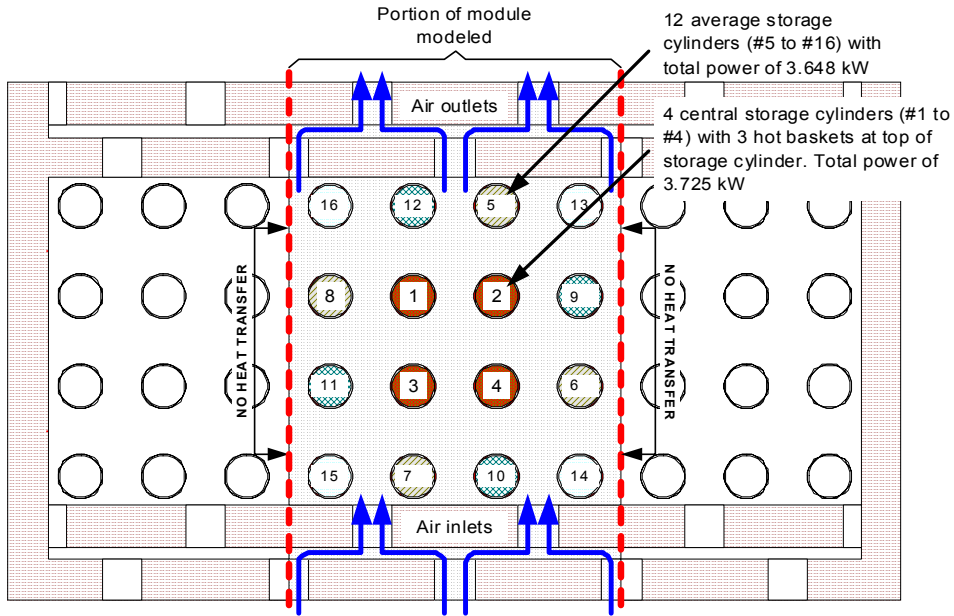 Portion of module
modeled
12 average storage
cylinders (#5 to #16) with
total power of 3.648 kW
4 central storage cylinders (#1 to
#4) with 3 hot baskets at top of
storage cylinder. Total power of
3.725 kW
Air outlets
16 12 5 13
8 1 2 9
NO HEAT TRANSFER
NO HEAT TRANSFER
11 3 4 6
15 7 10 14
Air inlets